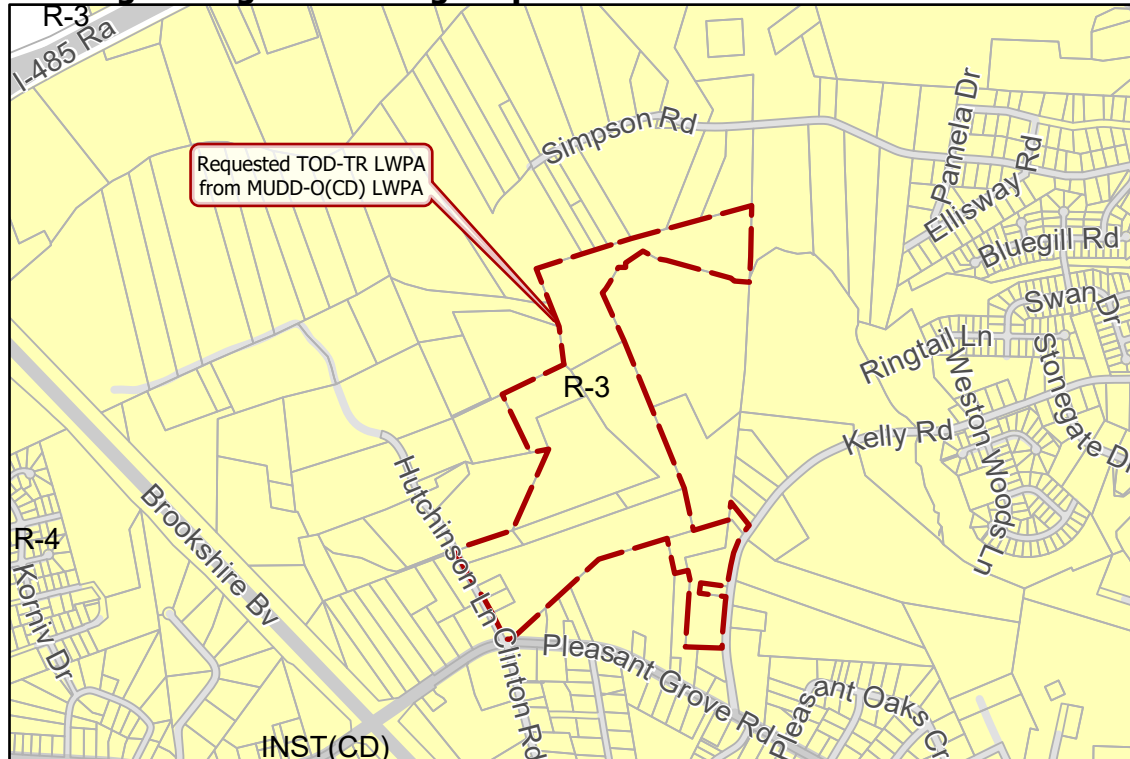 R-3
I-485 Ra
Simpson Rd
Pamela Dr
Requested TOD-TR LWPA
from MUDD-O(CD) LWPA
Ellisway Rd
Bluegill Rd
Swan Dr
Ringtail Ln
Stonegate Dr
Weston Woods Ln
R-3
Kelly Rd
Hutchinson Ln
Brookshire Bv
R-4
Korniv Dr
Clinton Rd
Pleasant Grove Rd
Pleasant Oaks Cr
INST(CD)